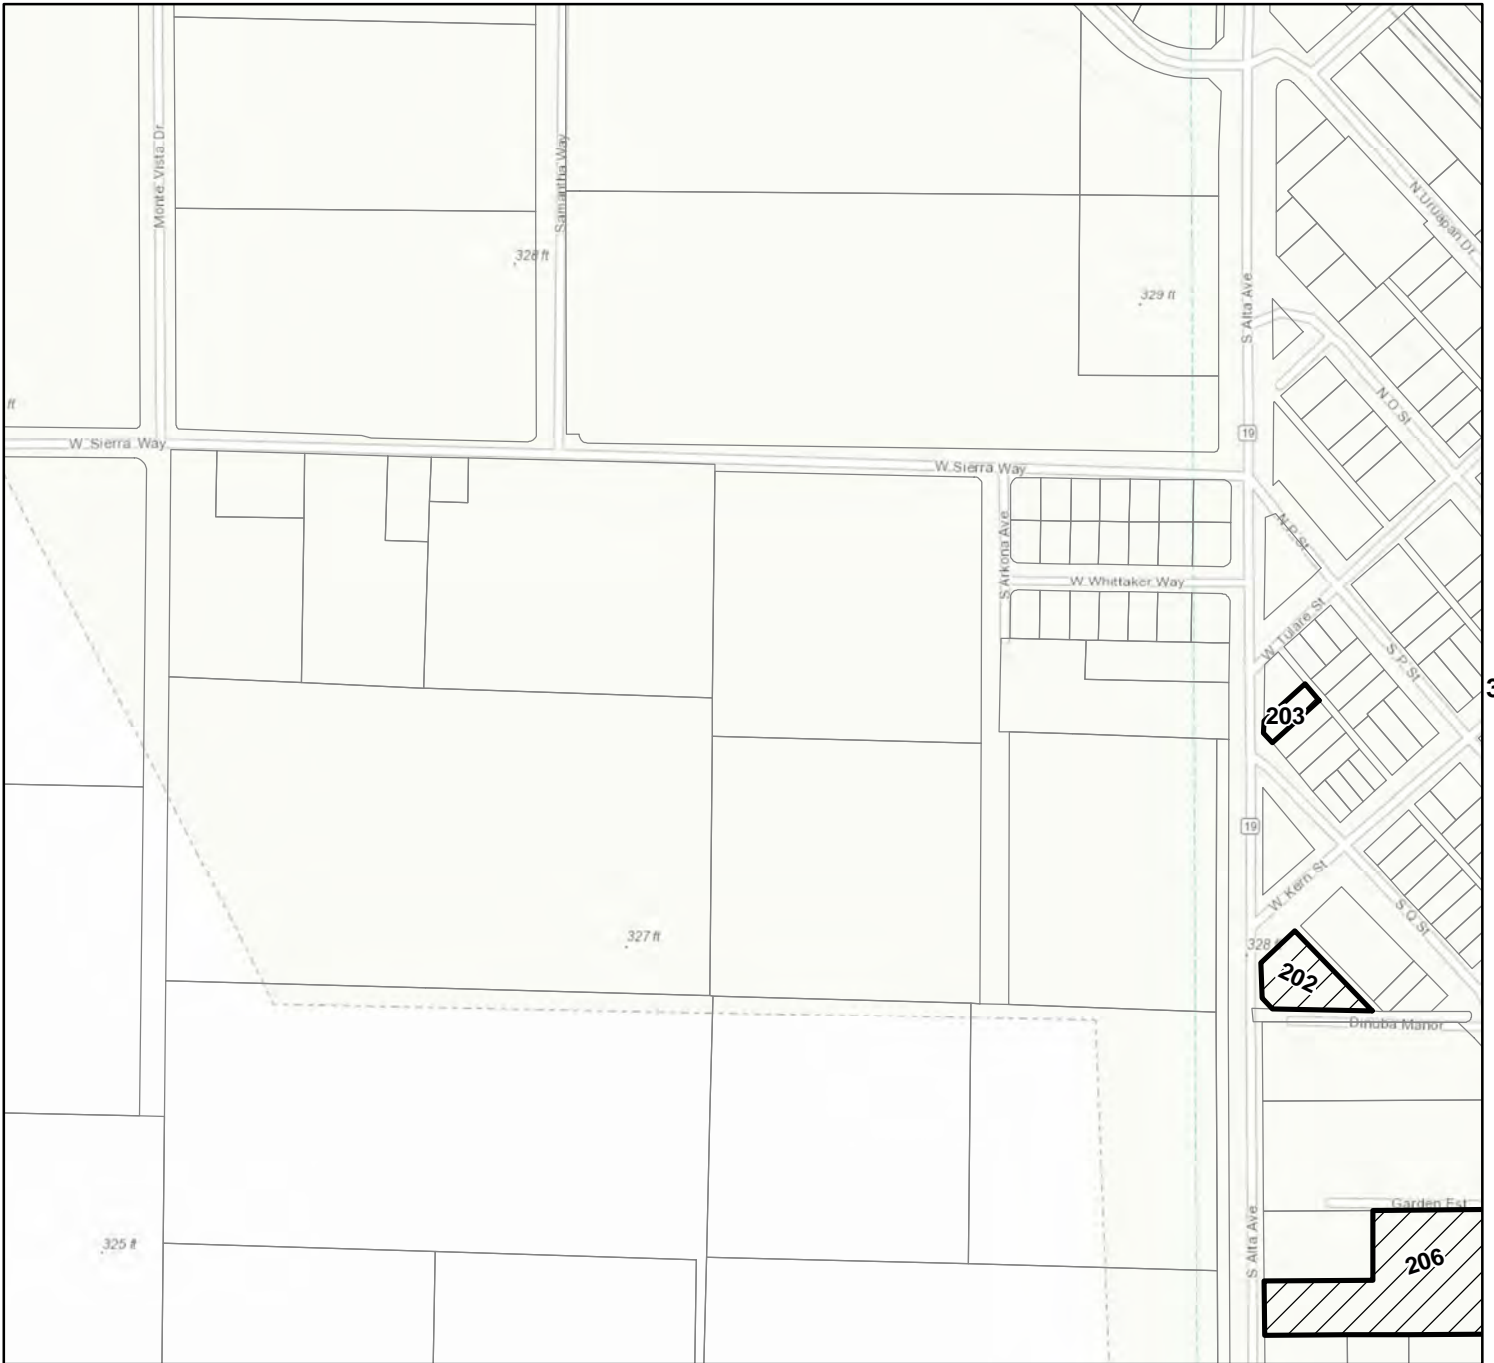 Monte Vista Dr
Samantha Way
328 ft
329 ft
S Alta Ave
N Uruapan Dr
ft
W Sierra Way
W Sierra Way
19
N O St
S Arkona Ave
W Whittaker Way
N P St
W Tulare St
S P St
203
19
W Kern St
S Q St
327 ft
328
202
Dinuba Manor
325 ft
S Alta Ave
Garden Est
206